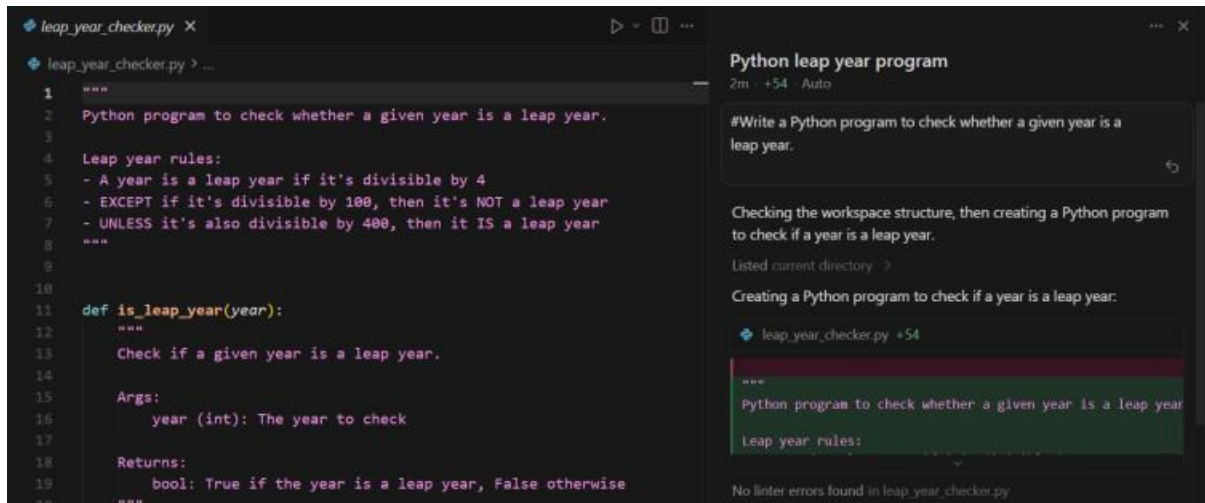 leap_year_checker.py
leap_year_checker.py > ...
1 """
2 Python program to check whether a given year is a leap year.
3
4 Leap year rules:
5 - A year is a leap year if it's divisible by 4
6 - EXCEPT if it's divisible by 100, then it's NOT a leap year
7 - UNLESS it's also divisible by 400, then it IS a leap year
8 """
9
10
11 def is_leap_year(year):
12 """
13 Check if a given year is a leap year.
14
15 Args:
16 year (int): The year to check
17
18 Returns:
19 bool: True if the year is a leap year, False otherwise
"""
Python leap year program
2m · +54 · Auto
#Write a Python program to check whether a given year is a
leap year.
Checking the workspace structure, then creating a Python program
to check if a year is a leap year.
Listed current directory >
Creating a Python program to check if a year is a leap year:
leap_year_checker.py +54
"""
Python program to check whether a given year is a leap year
Leap year rules:
No linter errors found in leap_year_checker.py